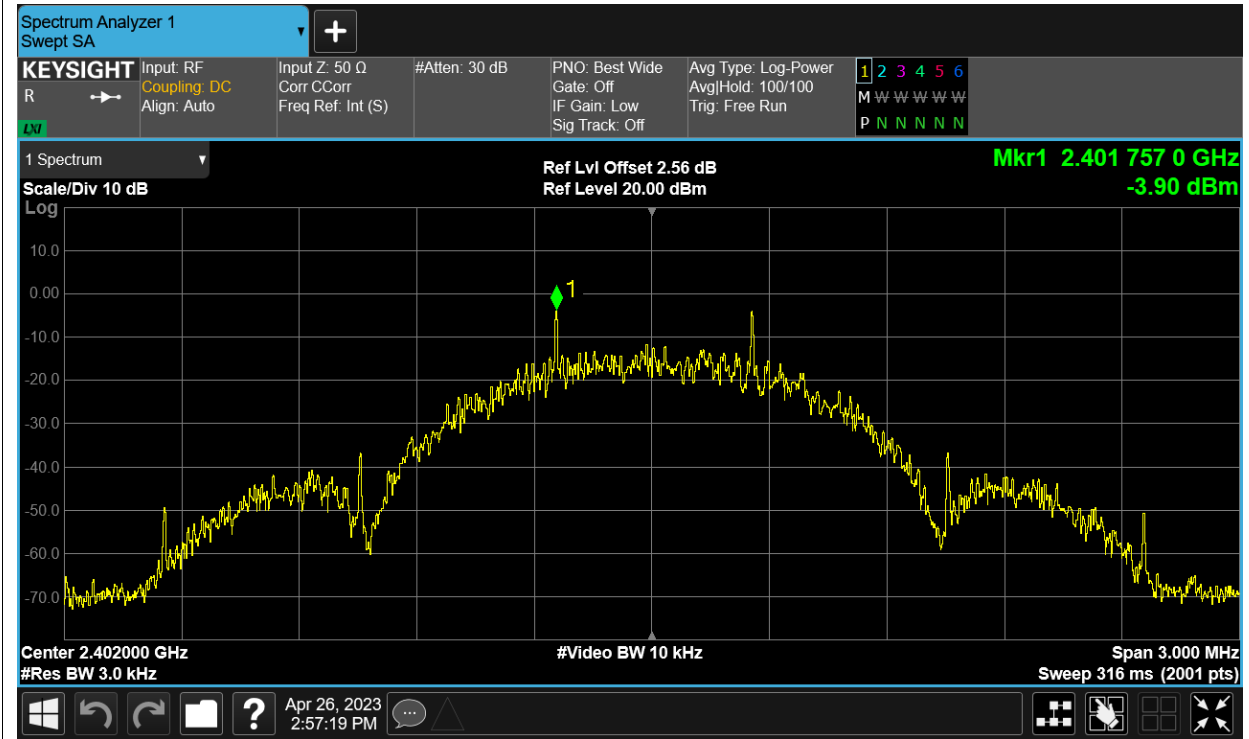 Spectrum Analyzer 1
Swept SA
+
KEYSIGHT
R
LXI
Input: RF
Coupling: DC
Align: Auto
Input Z: 50 Ω
Corr CCorr
Freq Ref: Int (S)
#Atten: 30 dB
PNO: Best Wide
Gate: Off
IF Gain: Low
Sig Track: Off
Avg Type: Log-Power
Avg|Hold: 100/100
Trig: Free Run
1 2 3 4 5 6
M W W W W W
P N N N N N
1 Spectrum
Scale/Div 10 dB
Ref Lvl Offset 2.56 dB
Ref Level 20.00 dBm
Mkr1 2.401 757 0 GHz
-3.90 dBm
Log
10.0
0.00
-10.0
-20.0
-30.0
-40.0
-50.0
-60.0
-70.0
1
Center 2.402000 GHz
#Res BW 3.0 kHz
#Video BW 10 kHz
Span 3.000 MHz
Sweep 316 ms (2001 pts)
?
Apr 26, 2023
2:57:19 PM